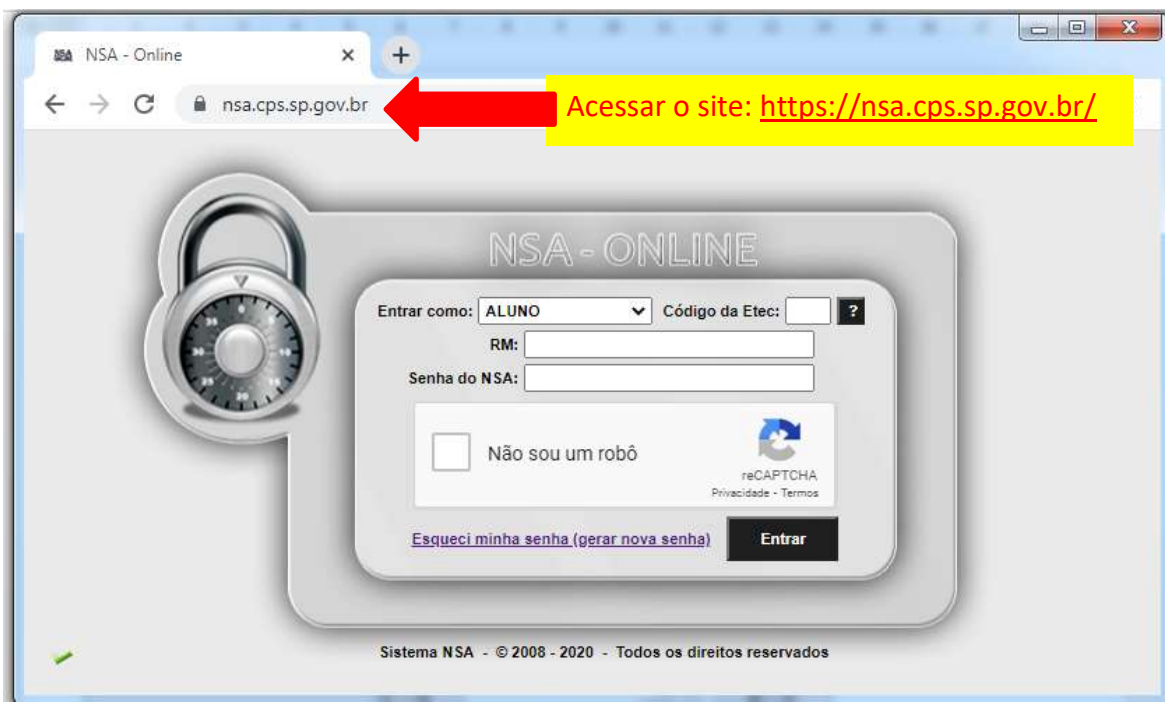 NSA - Online
nsa.cps.sp.gov.br
Acessar o site: https://nsa.cps.sp.gov.br/
NSA - ONLINE
Entrar como: ALUNO Código da Etec: ?
RM:
Senha do NSA:
Não sou um robô
reCAPTCHA
Privacidade - Termos
Esqueci minha senha (gerar nova senha) Entrar
Sistema NSA - © 2008 - 2020 - Todos os direitos reservados